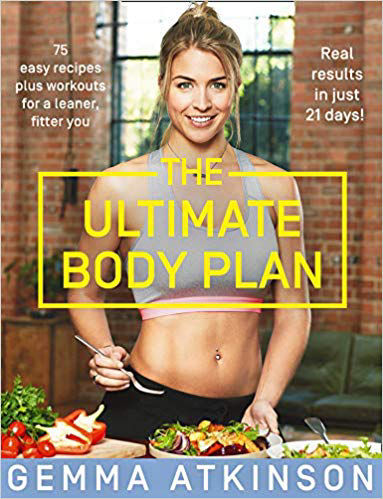 75
easy recipes
plus workouts
for a leaner,
fitter you
Real
results
in just
21 days!
THE
ULTIMATE
BODY PLAN
GEMMA ATKINSON